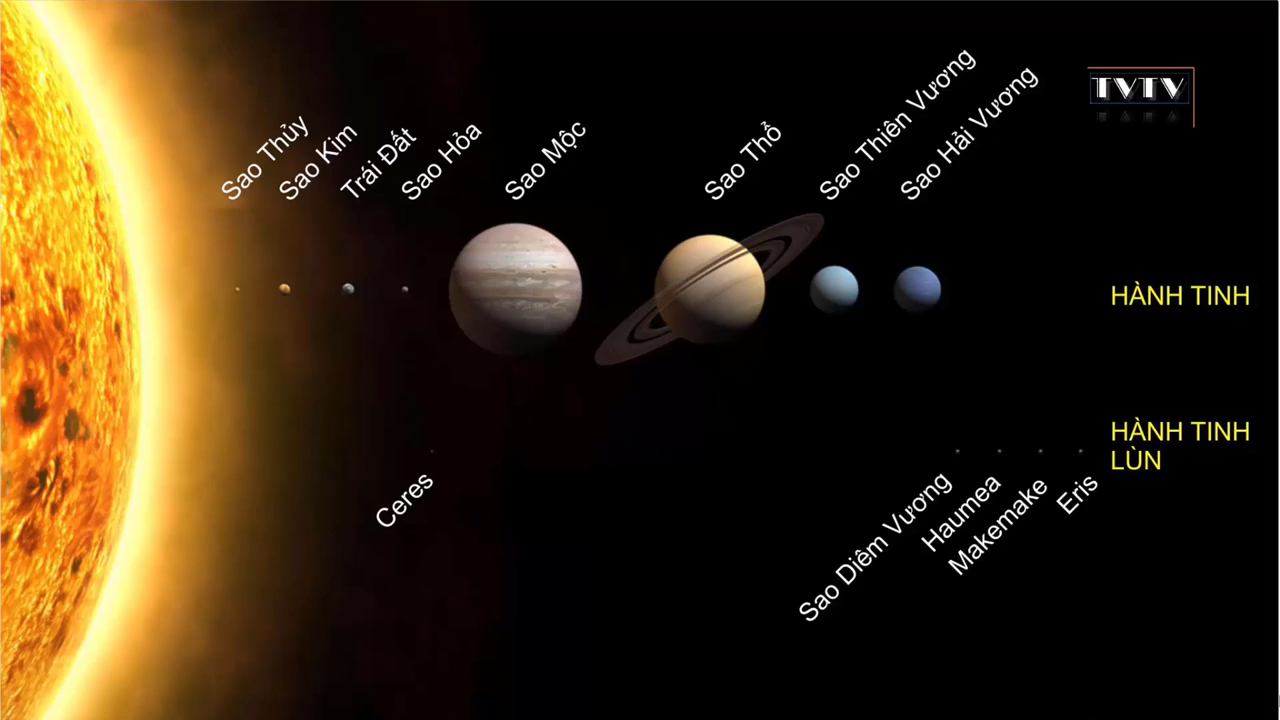 Sao Thủy
Sao Kim
Trái Đất
Sao Hỏa
Sao Mộc
Sao Thổ
Sao Thiên Vương
Sao Hải Vương
TVTV
HÀNH TINH
HÀNH TINH
LÙN
Ceres
Sao Diêm Vương
Haumea
Makemake
Eris